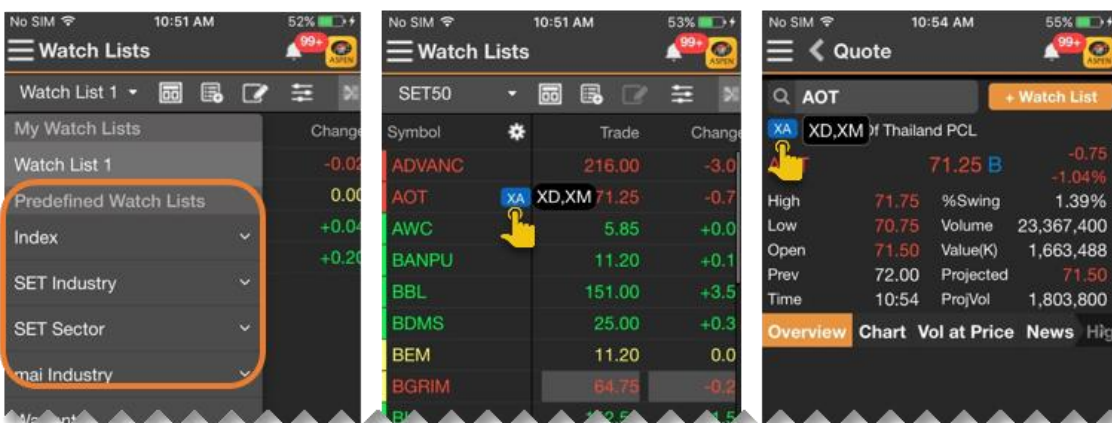 No SIM 10:51 AM 52%
Watch Lists 99+ ASPEN
Watch List 1
My Watch Lists Change
Watch List 1 -0.02
Predefined Watch Lists 0.00
Index +0.04
+0.20
SET Industry
SET Sector
mai Industry
No SIM 10:51 AM 53%
Watch Lists 99+ ASPEN
SET50
Symbol Trade Change
ADVANC 216.00 -3.0
AOT XA XD,XM 71.25 -0.7
AWC 5.85 +0.0
BANPU 11.20 +0.1
BBL 151.00 +3.5
BDMS 25.00 +0.3
BEM 11.20 0.0
BGRIM 64.75 -0.2
No SIM 10:54 AM 55%
Quote 99+ ASPEN
AOT + Watch List
XA XD,XM Of Thailand PCL
71.25 B -0.75
-1.04%
High 71.75 %Swing 1.39%
Low 70.75 Volume 23,367,400
Open 71.50 Value(K) 1,663,488
Prev 72.00 Projected 71.50
Time 10:54 ProjVol 1,803,800
Overview Chart Vol at Price News